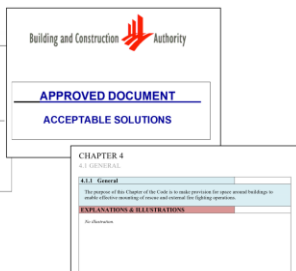 Building and Construction Authority
APPROVED DOCUMENT
ACCEPTABLE SOLUTIONS
CHAPTER 4
4.1 GENERAL
4.1.1 General
The purpose of this Chapter of the Code is to make provision for space around buildings to
enable effective mounting of rescue and external fire fighting operations.
EXPLANATIONS & ILLUSTRATIONS
No illustration